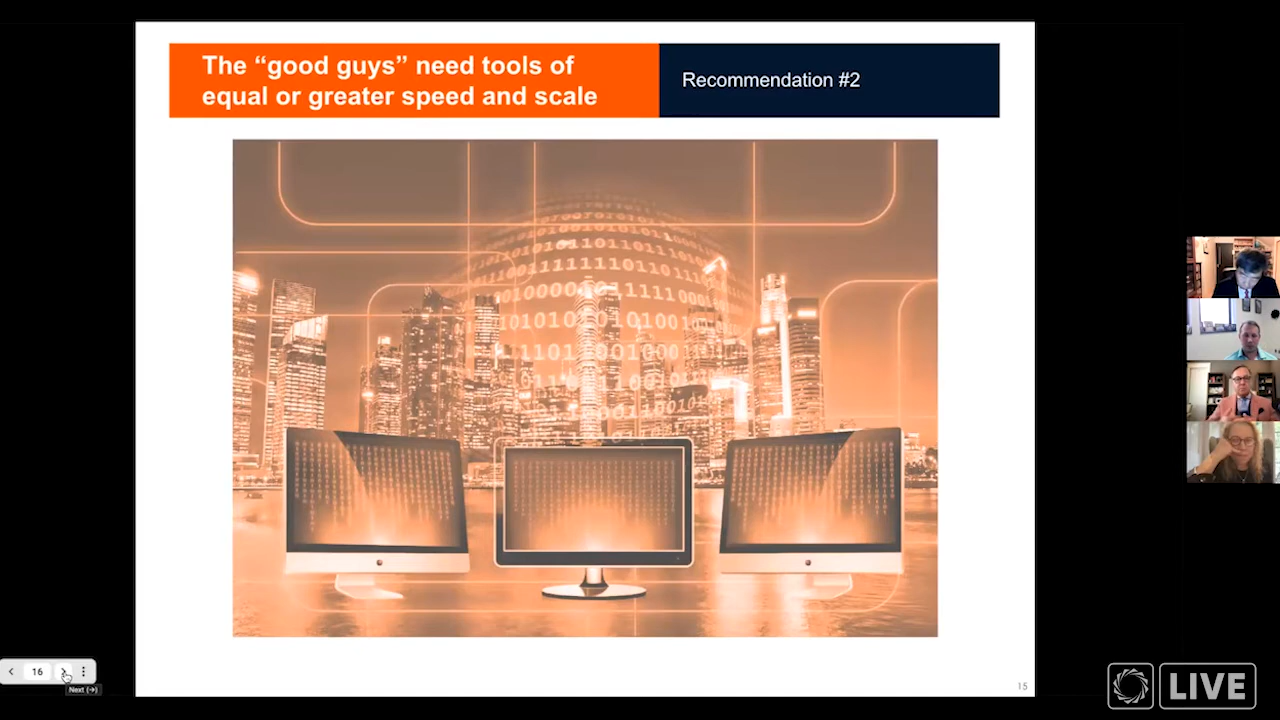 The “good guys” need tools of
equal or greater speed and scale
Recommendation #2
16
Next (→)
15
LIVE